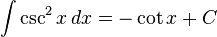 ∫ csc² x dx = − cot x + C